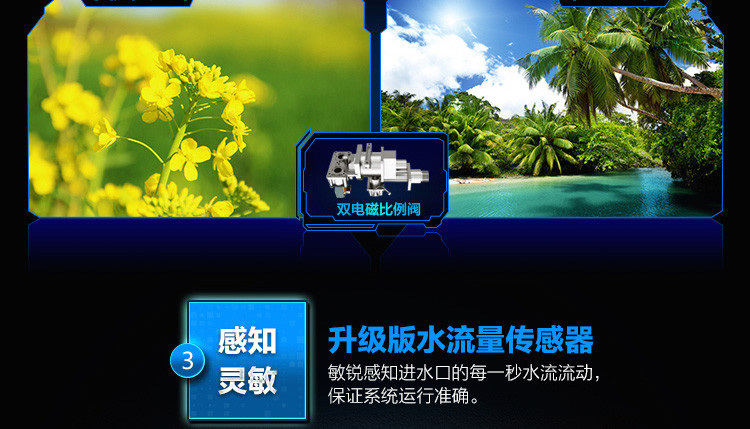 双电磁比例阀
3
感知
灵敏
升级版水流量传感器
敏锐感知进水口的每一秒水流流动，
保证系统运行准确。